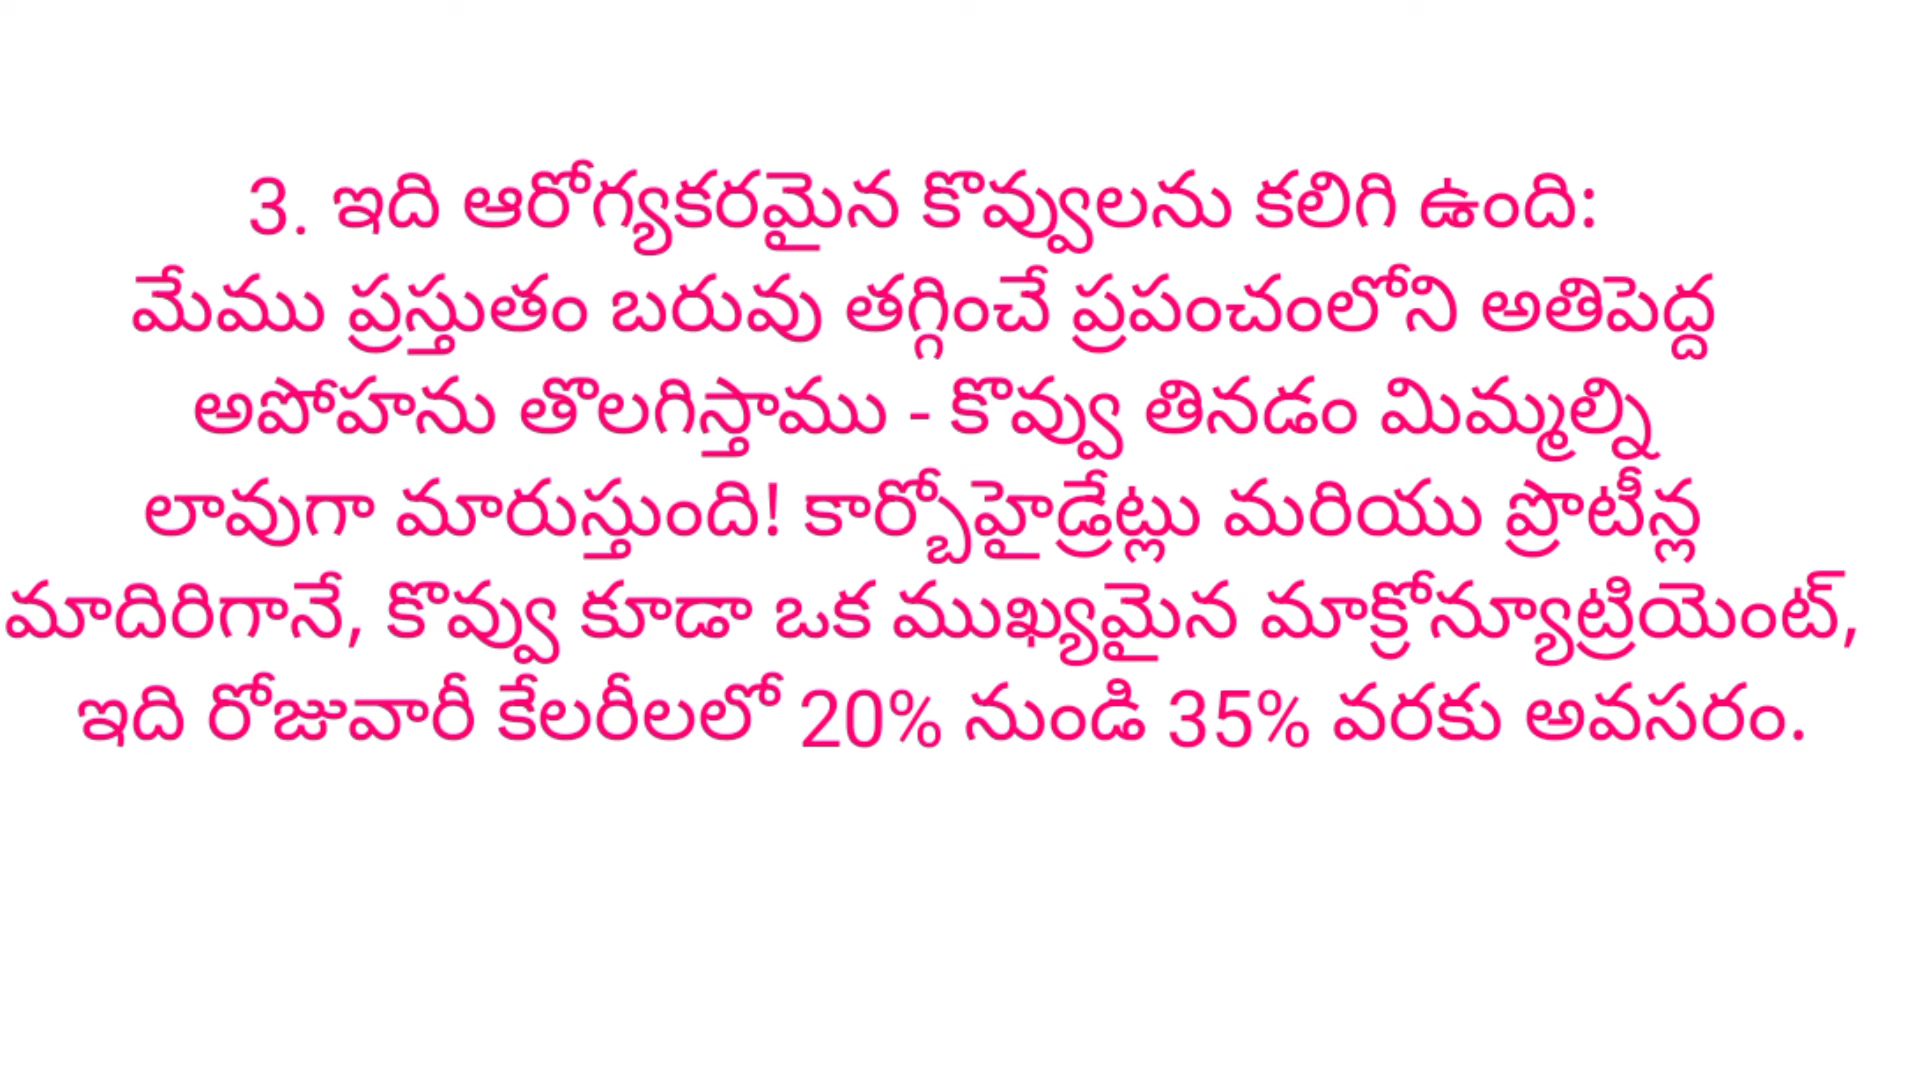 3. ఇది ఆరోగ్యకరమైన కొవ్వులను కలిగి ఉంది:
మేము ప్రస్తుతం బరువు తగ్గించే ప్రపంచంలోని అతిపెద్ద
అపోహను తొలగిస్తాము - కొవ్వు తినడం మిమ్మల్ని
లావుగా మారుస్తుంది! కార్బోహైడ్రేట్లు మరియు ప్రొటీన్ల
మాదిరిగానే, కొవ్వు కూడా ఒక ముఖ్యమైన మాక్రోన్యూట్రియెంట్,
ఇది రోజువారీ కేలరీలలో 20% నుండి 35% వరకు అవసరం.